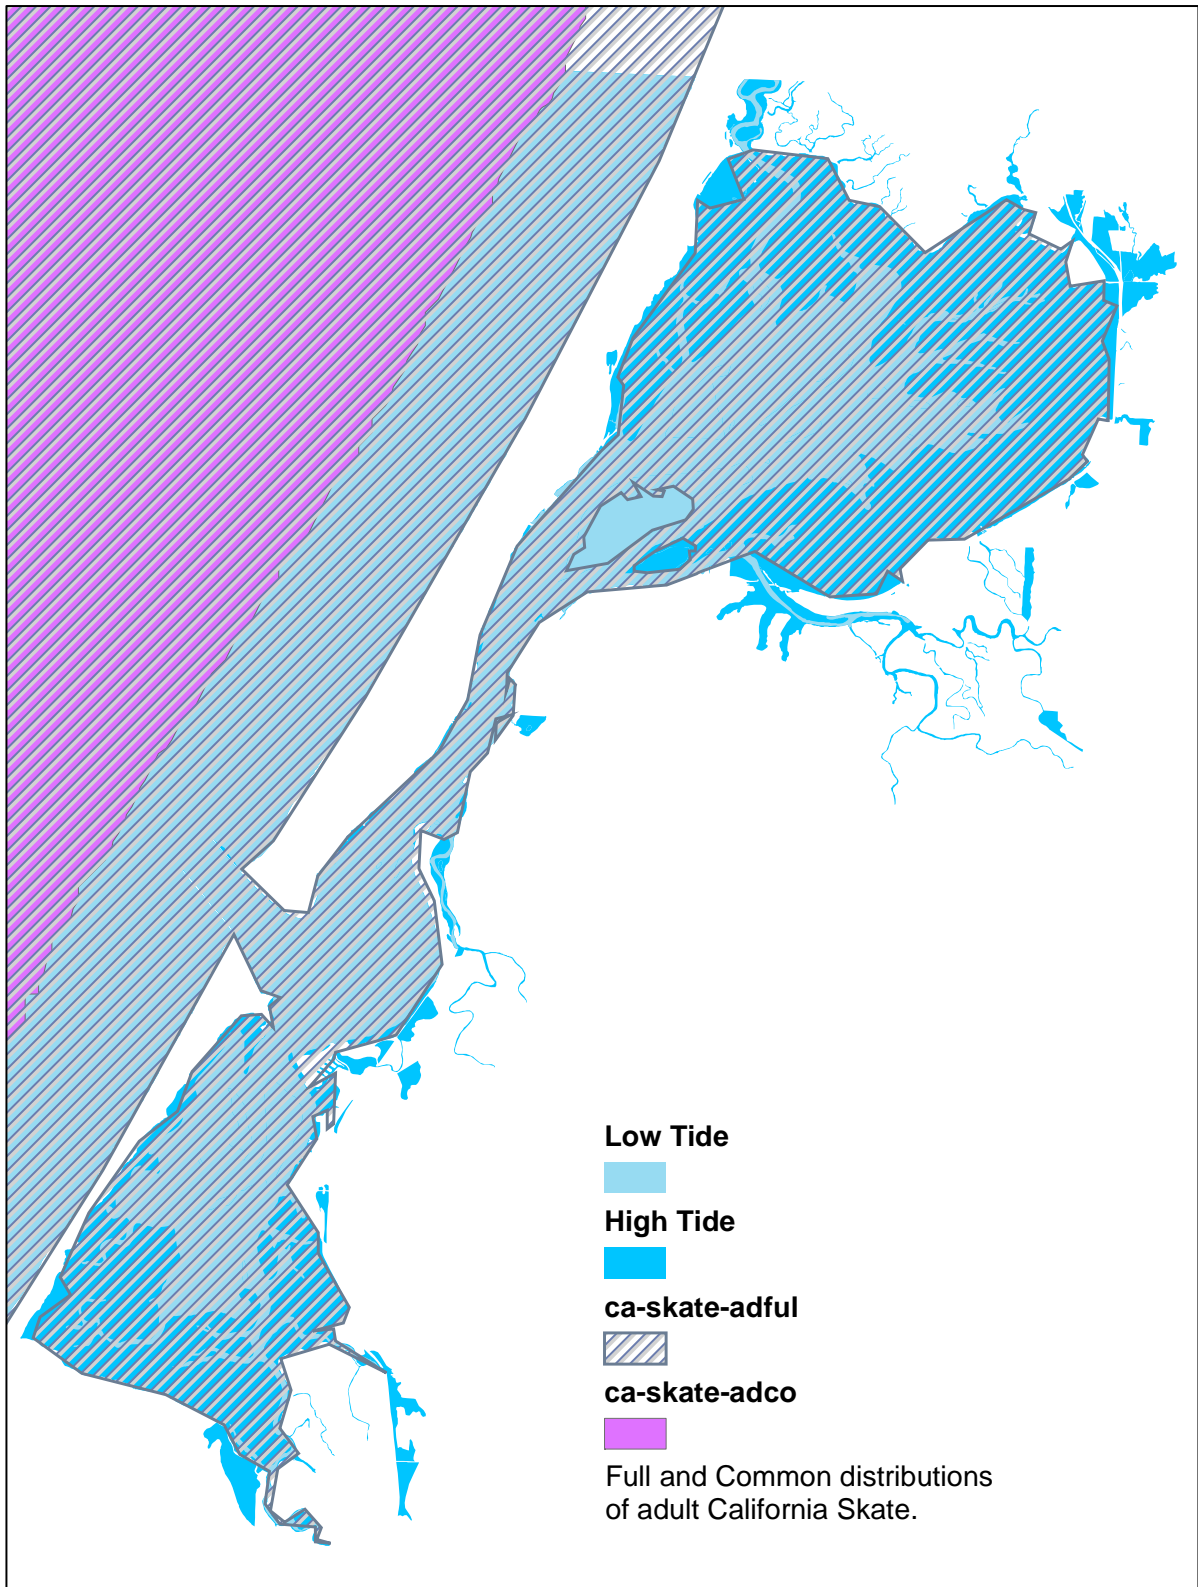 Low Tide
High Tide
ca-skate-adful
ca-skate-adco
Full and Common distributions
of adult California Skate.